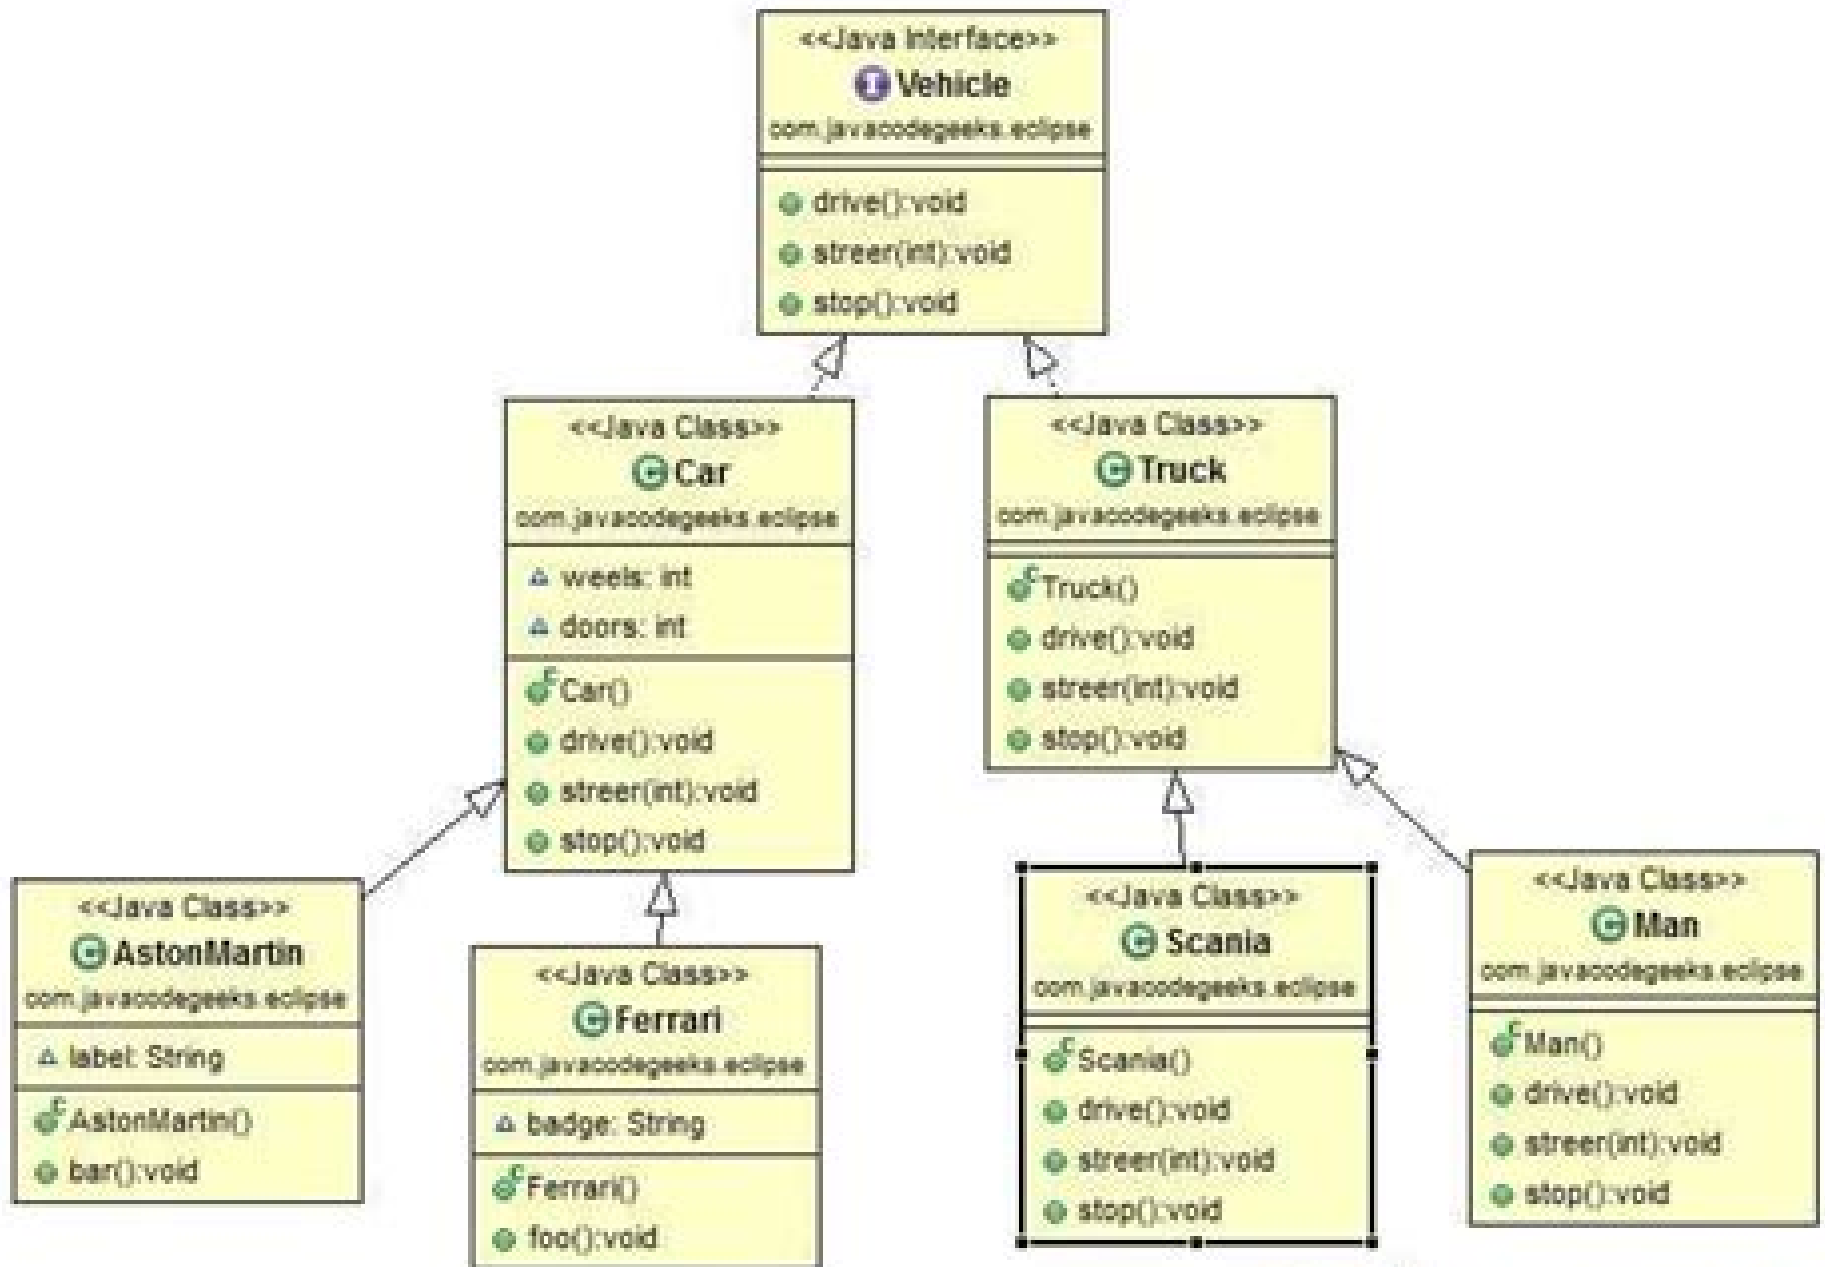 <<Java Interface>>
Vehicle
com.javacodegeeks.eclipse
drive():void
streer(int):void
stop():void
<<Java Class>>
Car
com.javacodegeeks.eclipse
weels: int
doors: int
Car()
drive():void
streer(int):void
stop():void
<<Java Class>>
Truck
com.javacodegeeks.eclipse
Truck()
drive():void
streer(int):void
stop():void
<<Java Class>>
AstonMartin
com.javacodegeeks.eclipse
label: String
AstonMartin()
bar():void
<<Java Class>>
Ferrari
com.javacodegeeks.eclipse
badge: String
Ferrari()
foo():void
<<Java Class>>
Scania
com.javacodegeeks.eclipse
Scania()
drive():void
streer(int):void
stop():void
<<Java Class>>
Man
com.javacodegeeks.eclipse
Man()
drive():void
streer(int):void
stop():void